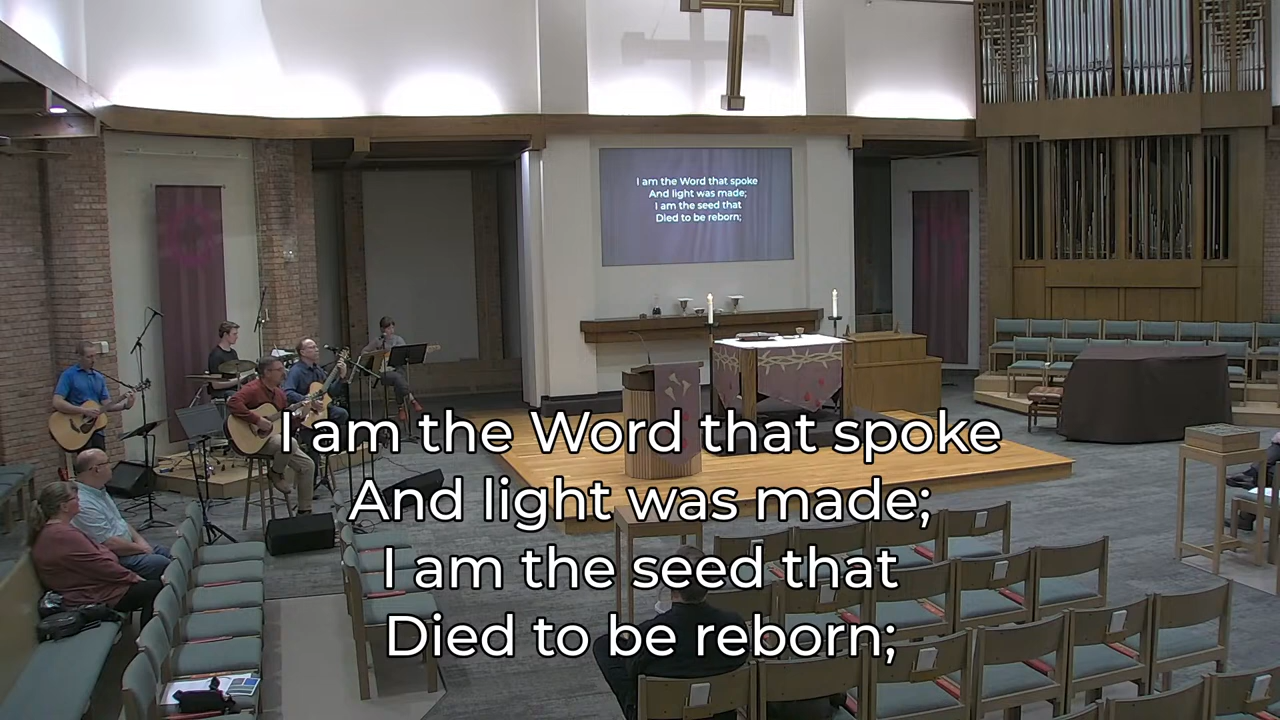 I am the Word that spoke
And light was made;
I am the seed that
Died to be reborn;
I am the Word that spoke
And light was made;
I am the seed that
Died to be reborn;